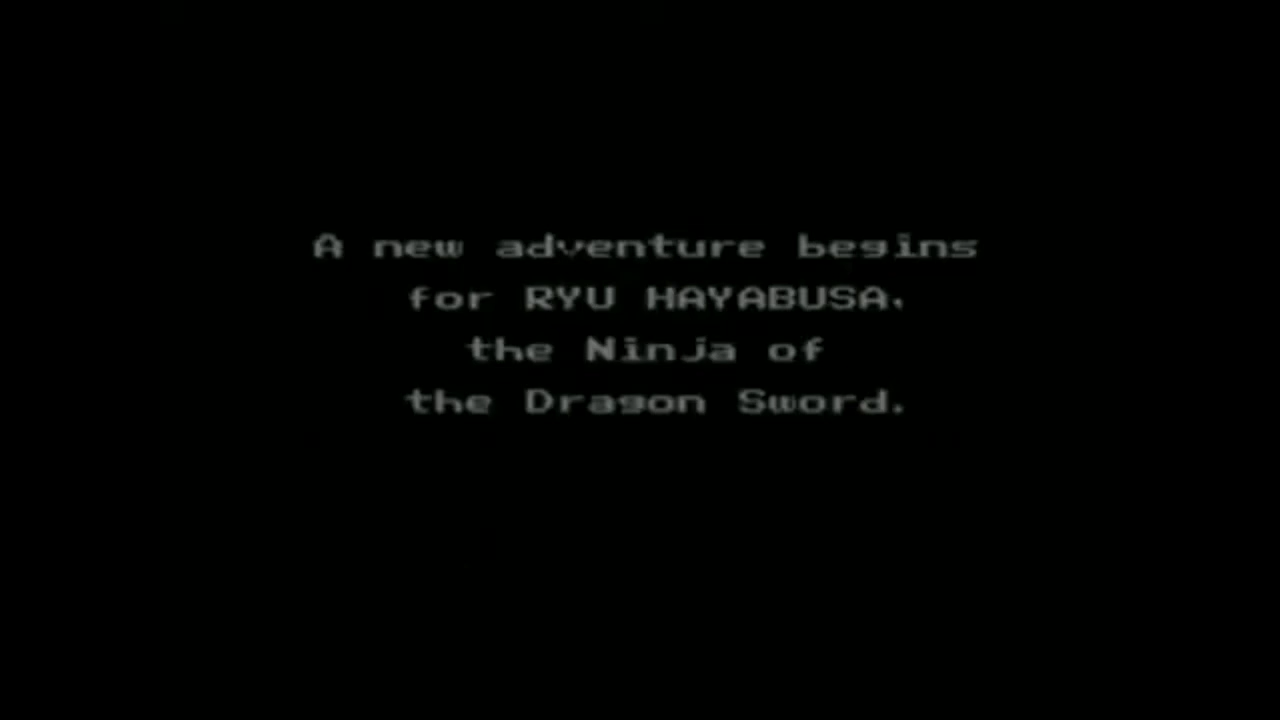 A new adventure begins
for RYU HAYABUSA,
the Ninja of
the Dragon Sword.